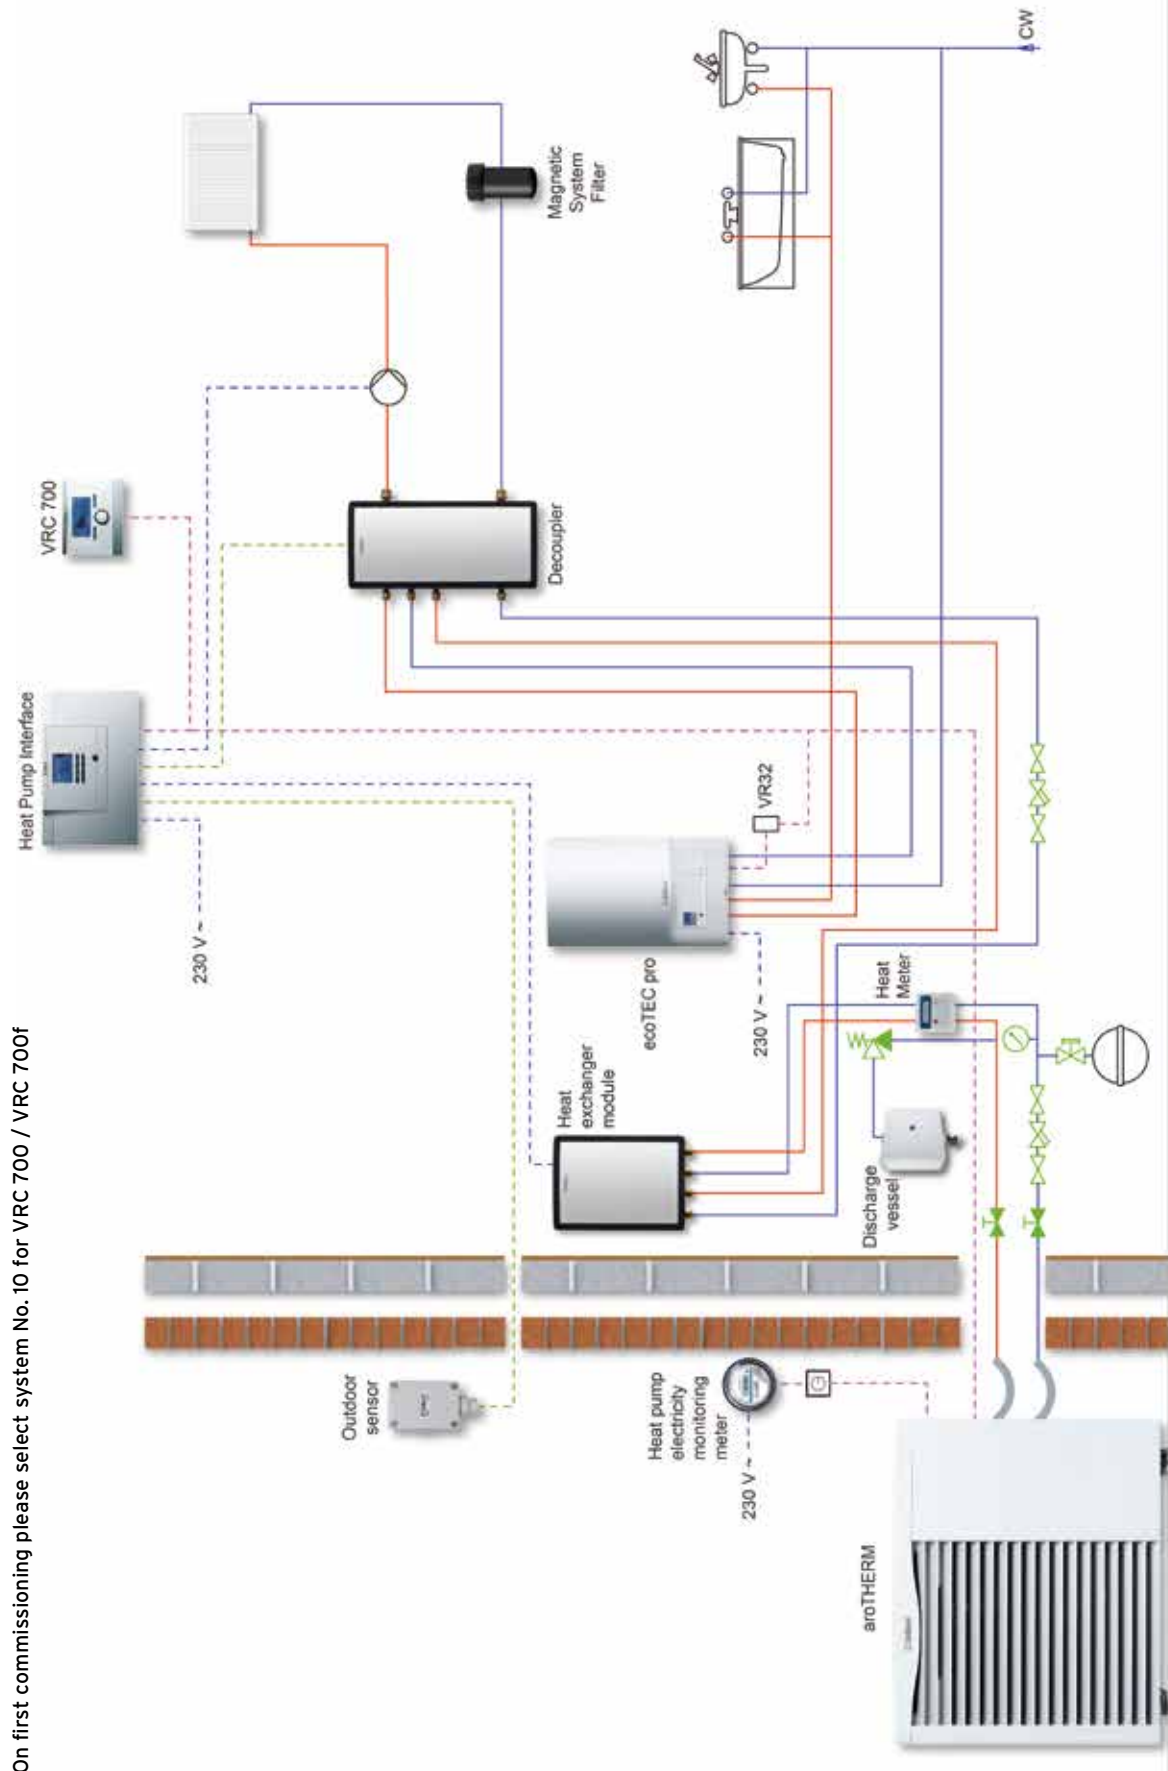 On first commissioning please select system No. 10 for VRC 700 / VRC 700f
Heat Pump Interface
VRC 700
230 V ~
Outdoor
sensor
Decoupler
Magnetic
System
Filter
Heat
exchanger
module
ecoTEC pro
230 V ~
VR32
Heat pump
electricity
monitoring
meter
230 V ~
Discharge
vessel
Heat
Meter
aroTHERM
CW